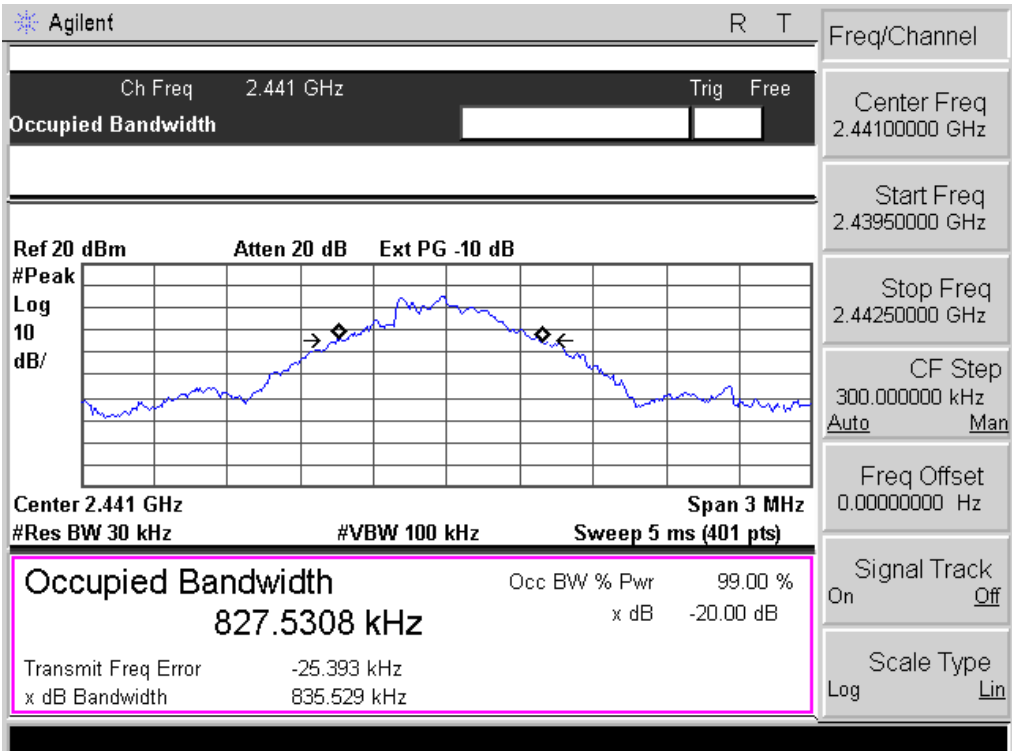 Agilent R T
Ch Freq 2.441 GHz Trig Free
Occupied Bandwidth
Ref 20 dBm Atten 20 dB Ext PG -10 dB
#Peak
Log
10
dB/
Center 2.441 GHz Span 3 MHz
#Res BW 30 kHz #VBW 100 kHz Sweep 5 ms (401 pts)
Occupied Bandwidth Occ BW % Pwr 99.00 %
827.5308 kHz x dB -20.00 dB
Transmit Freq Error -25.393 kHz
x dB Bandwidth 835.529 kHz
Freq/Channel
Center Freq
2.44100000 GHz
Start Freq
2.43950000 GHz
Stop Freq
2.44250000 GHz
CF Step
300.000000 kHz
Auto Man
Freq Offset
0.00000000 Hz
Signal Track
On Off
Scale Type
Log Lin